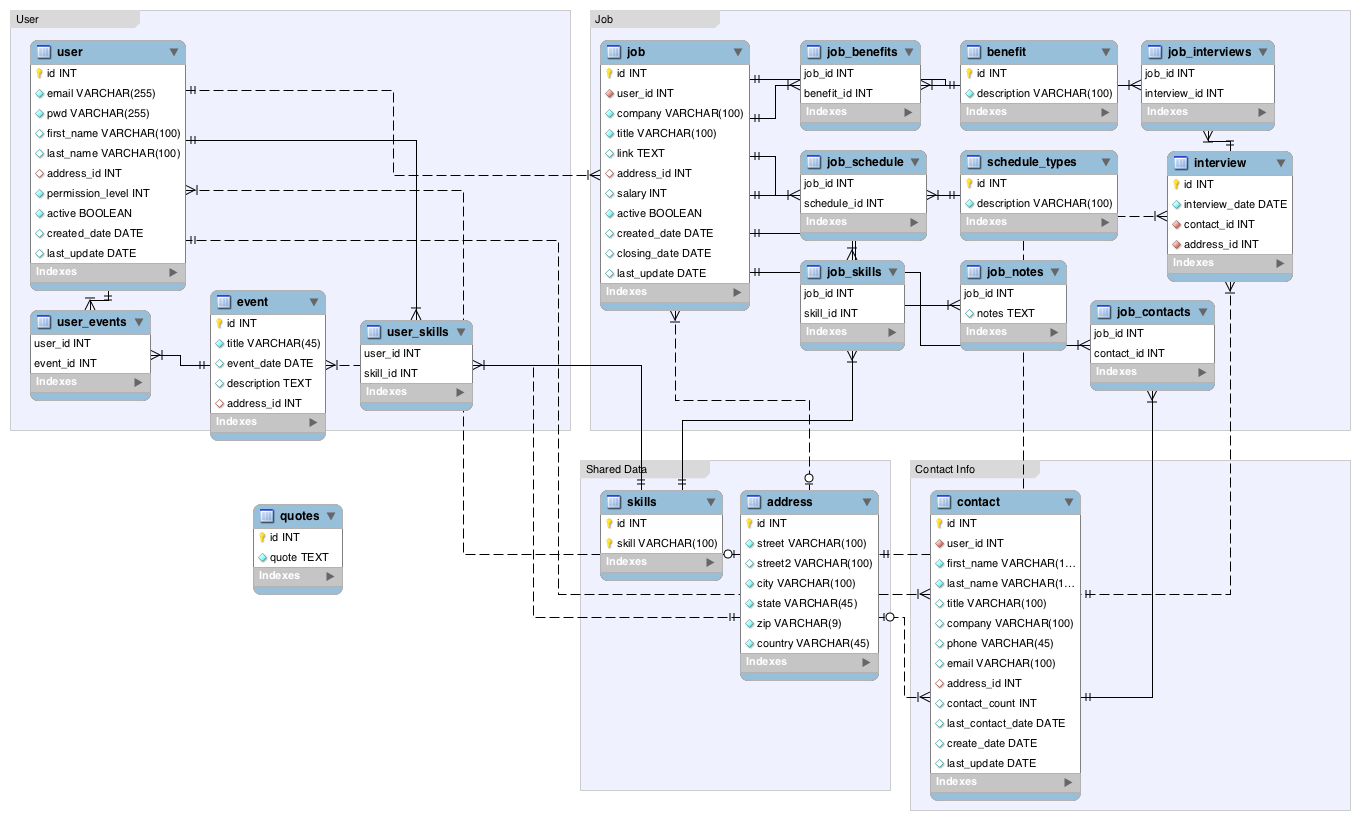 User
user
id INT
email VARCHAR(255)
pwd VARCHAR(255)
first_name VARCHAR(100)
last_name VARCHAR(100)
address_id INT
permission_level INT
active BOOLEAN
created_date DATE
last_update DATE
Indexes
user_events
user_id INT
event_id INT
Indexes
event
id INT
title VARCHAR(45)
event_date DATE
description TEXT
address_id INT
Indexes
user_skills
user_id INT
skill_id INT
Indexes
Job
job
id INT
user_id INT
company VARCHAR(100)
title VARCHAR(100)
link TEXT
address_id INT
salary INT
active BOOLEAN
created_date DATE
closing_date DATE
last_update DATE
Indexes
job_benefits
job_id INT
benefit_id INT
Indexes
benefit
id INT
description VARCHAR(100)
Indexes
job_interviews
job_id INT
interview_id INT
Indexes
job_schedule
job_id INT
schedule_id INT
Indexes
schedule_types
id INT
description VARCHAR(100)
Indexes
interview
id INT
interview_date DATE
contact_id INT
address_id INT
Indexes
job_skills
job_id INT
skill_id INT
Indexes
job_notes
job_id INT
notes TEXT
Indexes
job_contacts
job_id INT
contact_id INT
Indexes
quotes
id INT
quote TEXT
Indexes
Shared Data
skills
id INT
skill VARCHAR(100)
Indexes
address
id INT
street VARCHAR(100)
street2 VARCHAR(100)
city VARCHAR(100)
state VARCHAR(45)
zip VARCHAR(9)
country VARCHAR(45)
Indexes
Contact Info
contact
id INT
user_id INT
first_name VARCHAR(1...
last_name VARCHAR(1...
title VARCHAR(100)
company VARCHAR(100)
phone VARCHAR(45)
email VARCHAR(100)
address_id INT
contact_count INT
last_contact_date DATE
create_date DATE
last_update DATE
Indexes